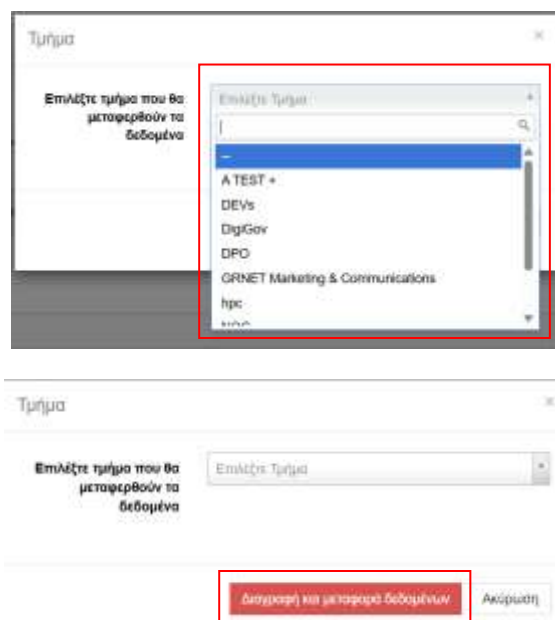 Τμήμα
×
Επιλέξτε τμήμα που θα
μεταφερθούν τα
δεδομένα
Επιλέξτε Τμήμα
--
A TEST +
DEVs
DigiGov
DPO
GRNET Marketing & Communications
hpc
NOC
Τμήμα
×
Επιλέξτε τμήμα που θα
μεταφερθούν τα
δεδομένα
Επιλέξτε Τμήμα
Διαγραφή και μεταφορά δεδομένων
Ακύρωση